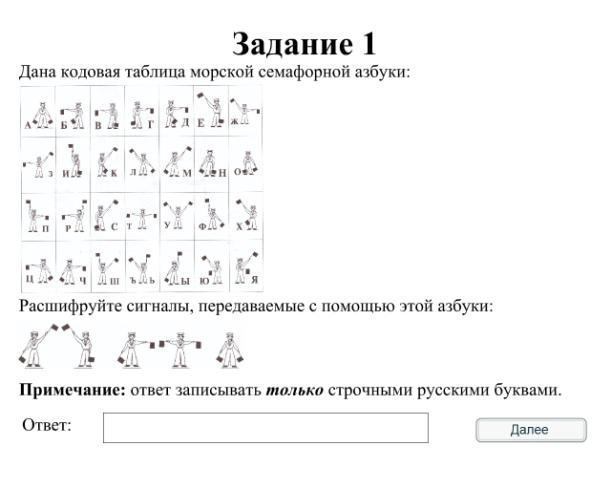 Задание 1
Дана кодовая таблица морской семафорной азбуки:
А Б В Г Д Е Ж
З И К Л М Н О
П Р С Т У Ф Х
Ц Ч Ш Ъ Ь Ы Ю Я
Расшифруйте сигналы, передаваемые с помощью этой азбуки:
Примечание: ответ записывать только строчными русскими буквами.
Ответ:
Далее